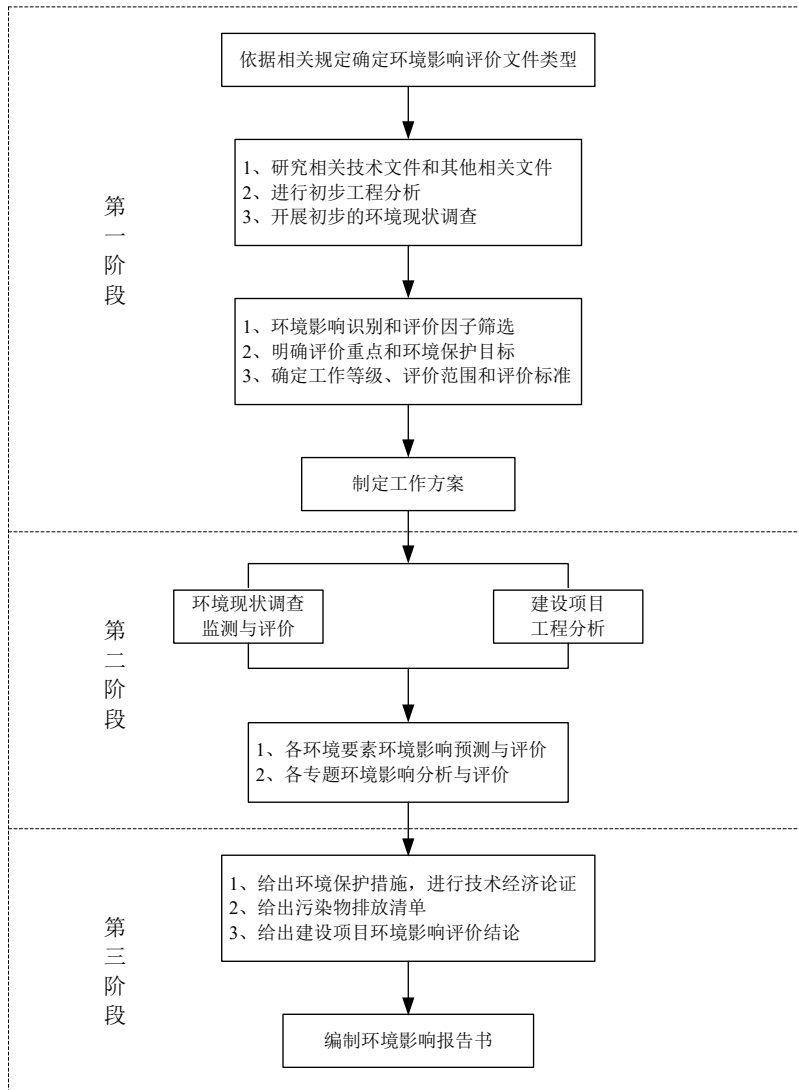 依据相关规定确定环境影响评价文件类型
1、研究相关技术文件和其他相关文件
2、进行初步工程分析
3、开展初步的环境现状调查
第一阶段
1、环境影响识别和评价因子筛选
2、明确评价重点和环境保护目标
3、确定工作等级、评价范围和评价标准
制定工作方案
第二阶段
环境现状调查
监测与评价
建设项目
工程分析
1、各环境要素环境影响预测与评价
2、各专题环境影响分析与评价
第三阶段
1、给出环境保护措施，进行技术经济论证
2、给出污染物排放清单
3、给出建设项目环境影响评价结论
编制环境影响报告书